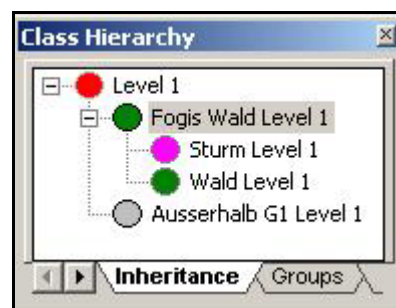 Class Hierarchy
Level 1
Fogis Wald Level 1
Sturm Level 1
Wald Level 1
Ausserhalb G1 Level 1
Inheritance Groups